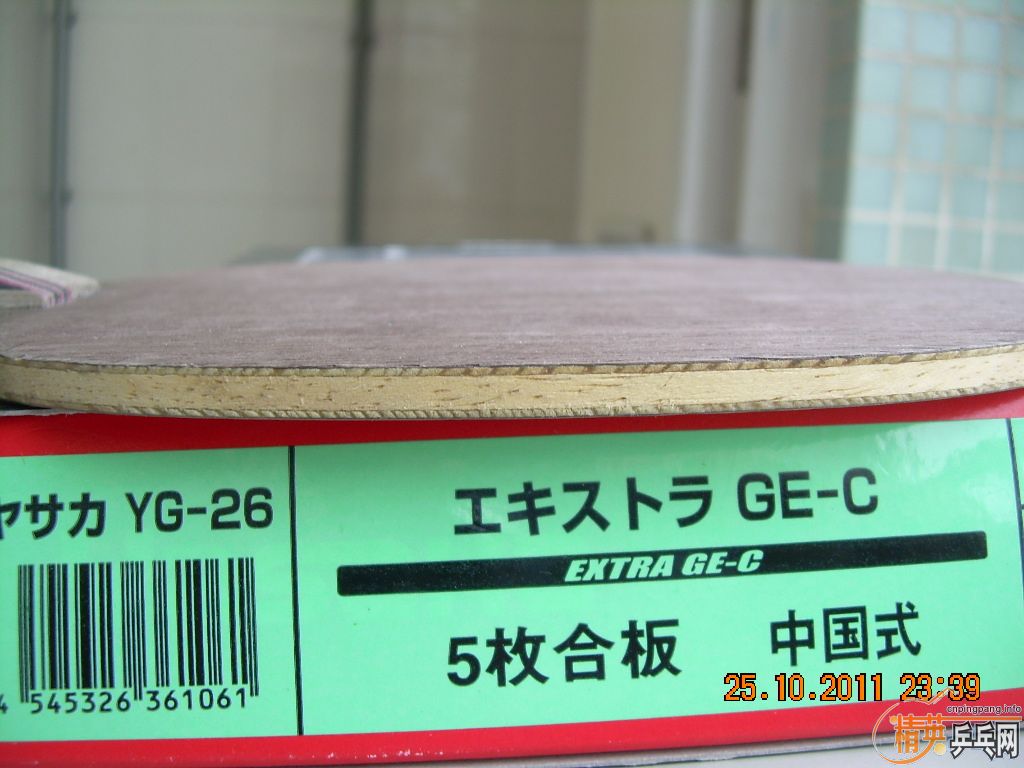 ヤサカ YG-26
4 545326 361061
エキストラ GE-C
EXTRA GE-C
5枚合板 中国式
25.10.2011 23:39
cnpingpang.info
精英乒乓网